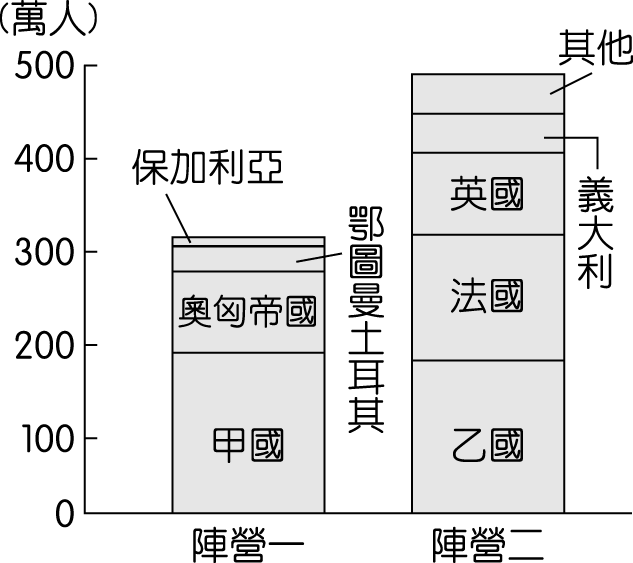 (萬人)
500
400
300
200
100
0
保加利亞
鄂圖曼土耳其
奧匈帝國
甲國
其他
義大利
英國
法國
乙國
陣營一
陣營二